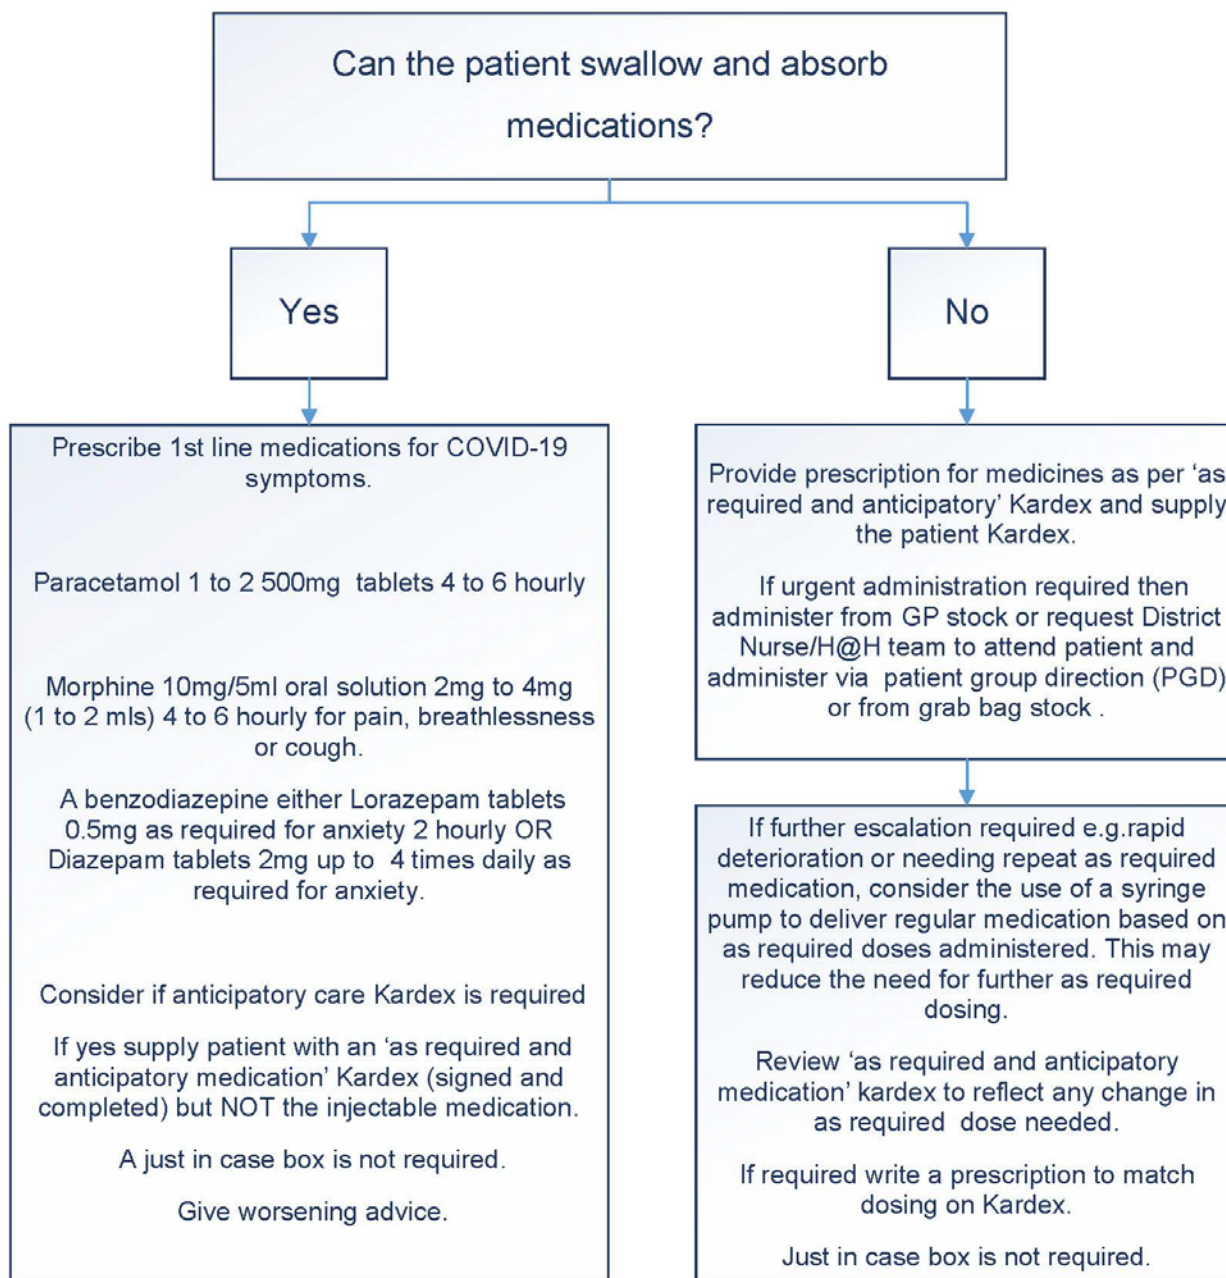 Can the patient swallow and absorb
medications?
Yes
No
Prescribe 1st line medications for COVID-19
symptoms.
Paracetamol 1 to 2 500mg  tablets 4 to 6 hourly
Morphine 10mg/5ml oral solution 2mg to 4mg
(1 to 2 mls) 4 to 6 hourly for pain, breathlessness
or cough.
A benzodiazepine either Lorazepam tablets
0.5mg as required for anxiety 2 hourly OR
Diazepam tablets 2mg up to  4 times daily as
required for anxiety.
Consider if anticipatory care Kardex is required
If yes supply patient with an ‘as required and
anticipatory medication’ Kardex (signed and
completed) but NOT the injectable medication.
A just in case box is not required.
Give worsening advice.
Provide prescription for medicines as per ‘as
required and anticipatory’ Kardex and supply
the patient Kardex.
If urgent administration required then
administer from GP stock or request District
Nurse/H@H team to attend patient and
administer via  patient group direction (PGD)
or from grab bag stock .
If further escalation required e.g.rapid
deterioration or needing repeat as required
medication, consider the use of a syringe
pump to deliver regular medication based on
as required doses administered. This may
reduce the need for further as required
dosing.
Review ‘as required and anticipatory
medication’ kardex to reflect any change in
as required  dose needed.
If required write a prescription to match
dosing on Kardex.
Just in case box is not required.